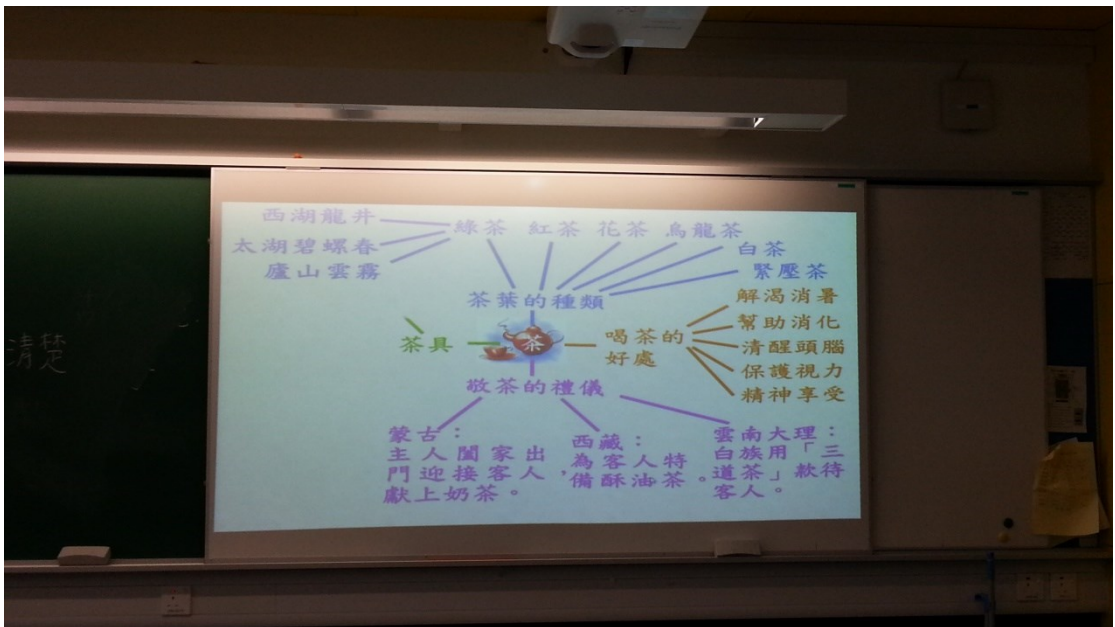 西湖龍井
太湖碧螺春
廬山雲霧
綠茶 紅茶 花茶 烏龍茶
白茶
緊壓茶
茶葉的種類
茶具
茶
喝茶的
好處
解渴消暑
幫助消化
清醒頭腦
保護視力
精神享受
敬茶的禮儀
蒙古：
主人闔家出
門迎接客人，
獻上奶茶。
西藏：
為客人特
備酥油茶。
雲南大理：
白族用「三
道茶」款待
客人。
清楚